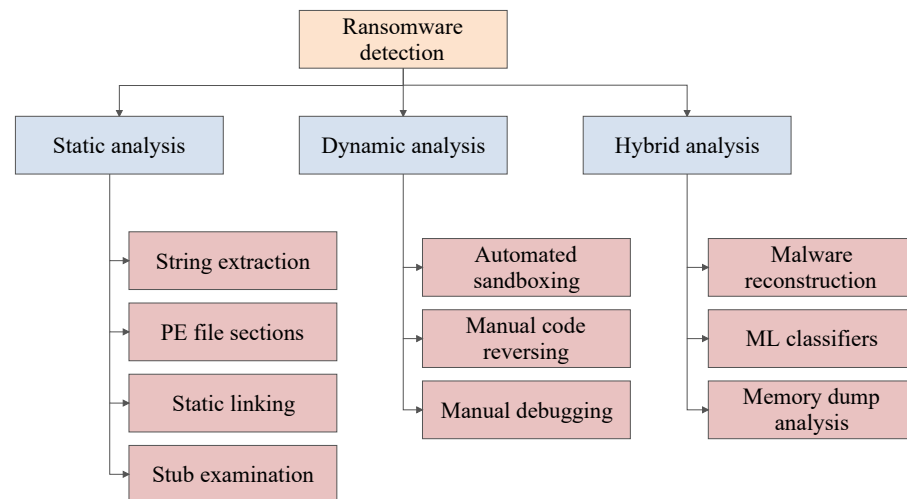 Ransomware
detection
Static analysis
Dynamic analysis
Hybrid analysis
String extraction
PE file sections
Static linking
Stub examination
Automated
sandboxing
Manual code
reversing
Manual debugging
Malware
reconstruction
ML classifiers
Memory dump
analysis